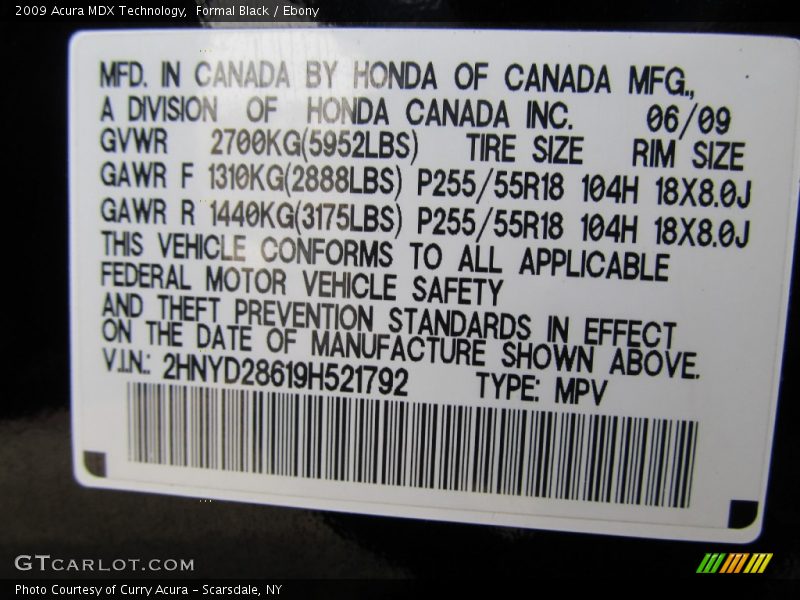 2009 Acura MDX Technology,  Formal Black / Ebony
MFD. IN CANADA BY HONDA OF CANADA MFG.,
A DIVISION OF HONDA CANADA INC. 06/09
GVWR 2700KG(5952LBS) TIRE SIZE RIM SIZE
GAWR F 1310KG(2888LBS) P255/55R18 104H 18X8.0J
GAWR R 1440KG(3175LBS) P255/55R18 104H 18X8.0J
THIS VEHICLE CONFORMS TO ALL APPLICABLE
FEDERAL MOTOR VEHICLE SAFETY
AND THEFT PREVENTION STANDARDS IN EFFECT
ON THE DATE OF MANUFACTURE SHOWN ABOVE.
V.I.N.: 2HNYD28619H521792 TYPE: MPV
GTCARLOT.COM
Photo Courtesy of Curry Acura - Scarsdale, NY